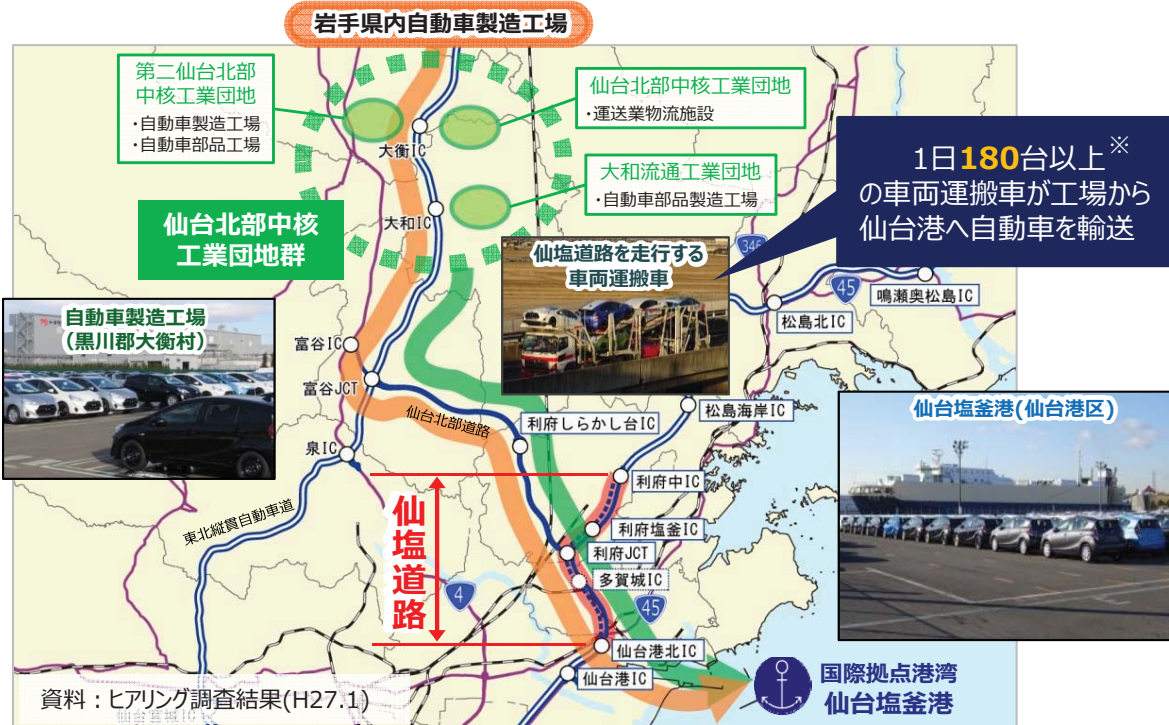 岩手県内自動車製造工場
第二仙台北部
中核工業団地
・自動車製造工場
・自動車部品工場
仙台北部中核工業団地
・運送業物流施設
大衡IC
大和流通工業団地
・自動車部品製造工場
大和IC
仙台北部中核
工業団地群
1日180台以上※
の車両運搬車が工場から
仙台港へ自動車を輸送
仙塩道路を走行する
車両運搬車
346
45
鳴瀬奥松島IC
松島北IC
自動車製造工場
(黒川郡大衡村)
富谷IC
富谷JCT
仙台北部道路
利府しらかし台IC
松島海岸IC
仙台塩釜港(仙台港区)
泉IC
東北縦貫自動車道
仙塩道路
利府中IC
利府塩釜IC
利府JCT
多賀城IC
4
45
仙台港北IC
仙台港IC
国際拠点港湾
仙台塩釜港
資料：ヒアリング調査結果(H27.1)